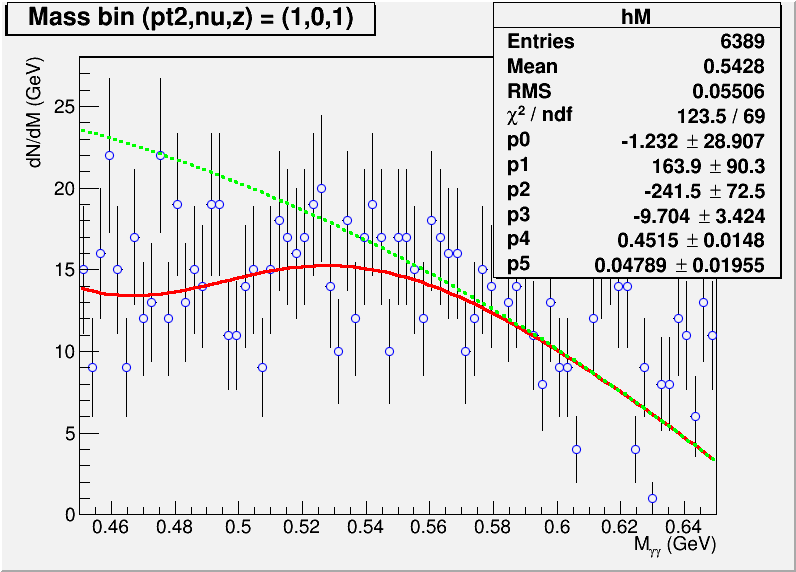 Mass bin (pt2,nu,z) = (1,0,1)
hM
Entries 6389
Mean 0.5428
RMS 0.05506
χ² / ndf 123.5 / 69
p0 -1.232 ± 28.907
p1 163.9 ± 90.3
p2 -241.5 ± 72.5
p3 -9.704 ± 3.424
p4 0.4515 ± 0.0148
p5 0.04789 ± 0.01955
dN/dM (GeV)
25
20
15
10
5
0
0.46 0.48 0.5 0.52 0.54 0.56 0.58 0.6 0.62 0.64
Mγγ (GeV)